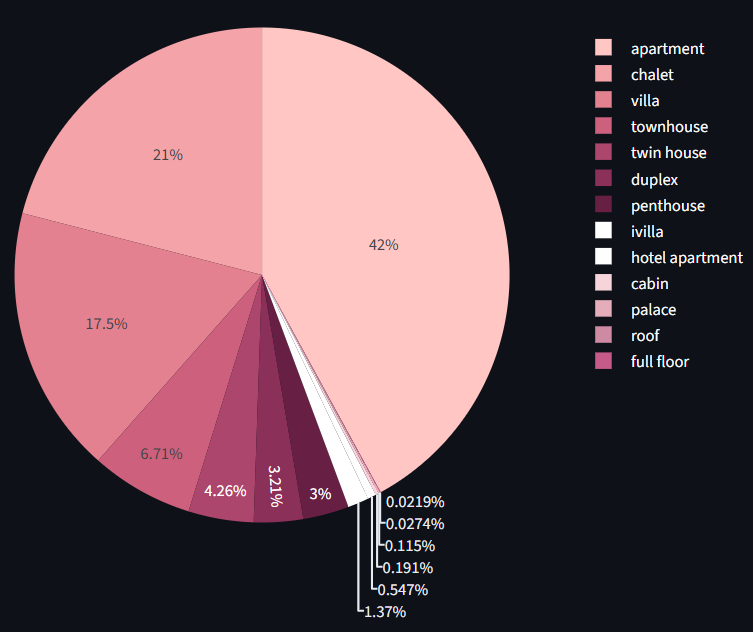 42%
21%
17.5%
6.71%
4.26%
3.21%
3%
0.0219%
0.0274%
0.115%
0.191%
0.547%
1.37%
apartment
chalet
villa
townhouse
twin house
duplex
penthouse
ivilla
hotel apartment
cabin
palace
roof
full floor